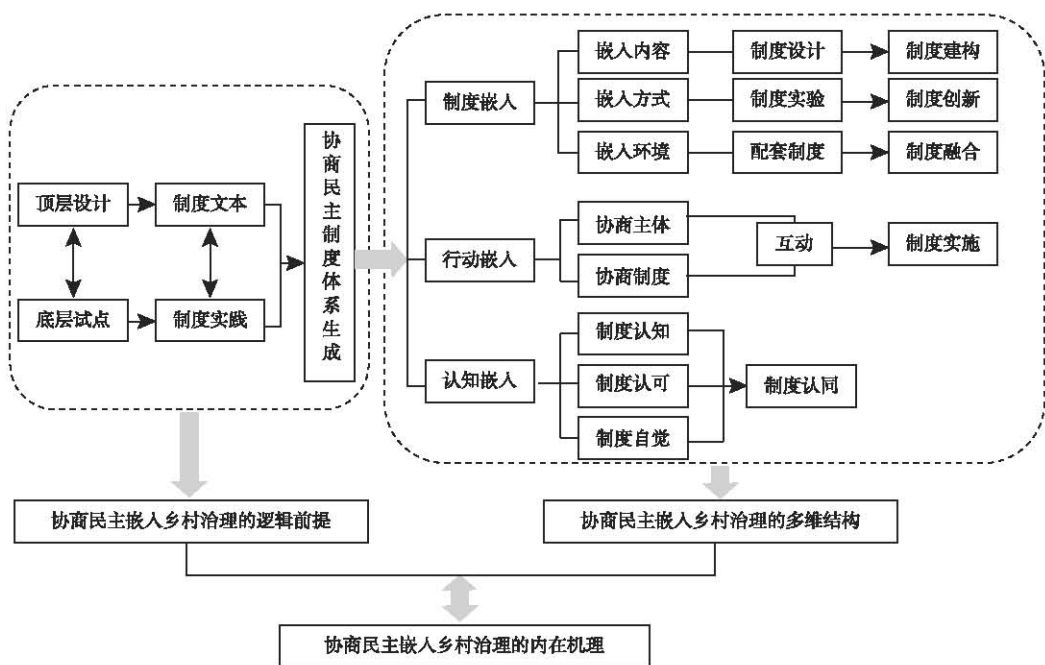 顶层设计
制度文本
底层试点
制度实践
协商民主制度体系生成
制度嵌入
嵌入内容
制度设计
制度建构
嵌入方式
制度实验
制度创新
嵌入环境
配套制度
制度融合
行动嵌入
协商主体
协商制度
互动
制度实施
认知嵌入
制度认知
制度认可
制度自觉
制度认同
协商民主嵌入乡村治理的逻辑前提
协商民主嵌入乡村治理的多维结构
协商民主嵌入乡村治理的内在机理